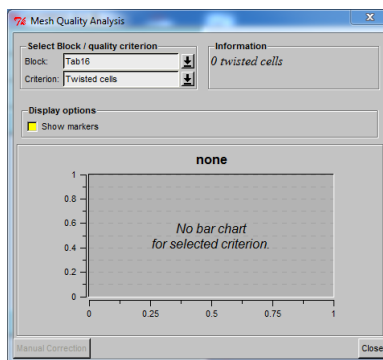 Mesh Quality Analysis
Select Block / quality criterion
Block: Tab16
Criterion: Twisted cells
Information
0 twisted cells
Display options
Show markers
none
1
0.8
0.6
0.4
0.2
0
No bar chart
for selected criterion.
0 0.25 0.5 0.75 1
Manual Correction
Close